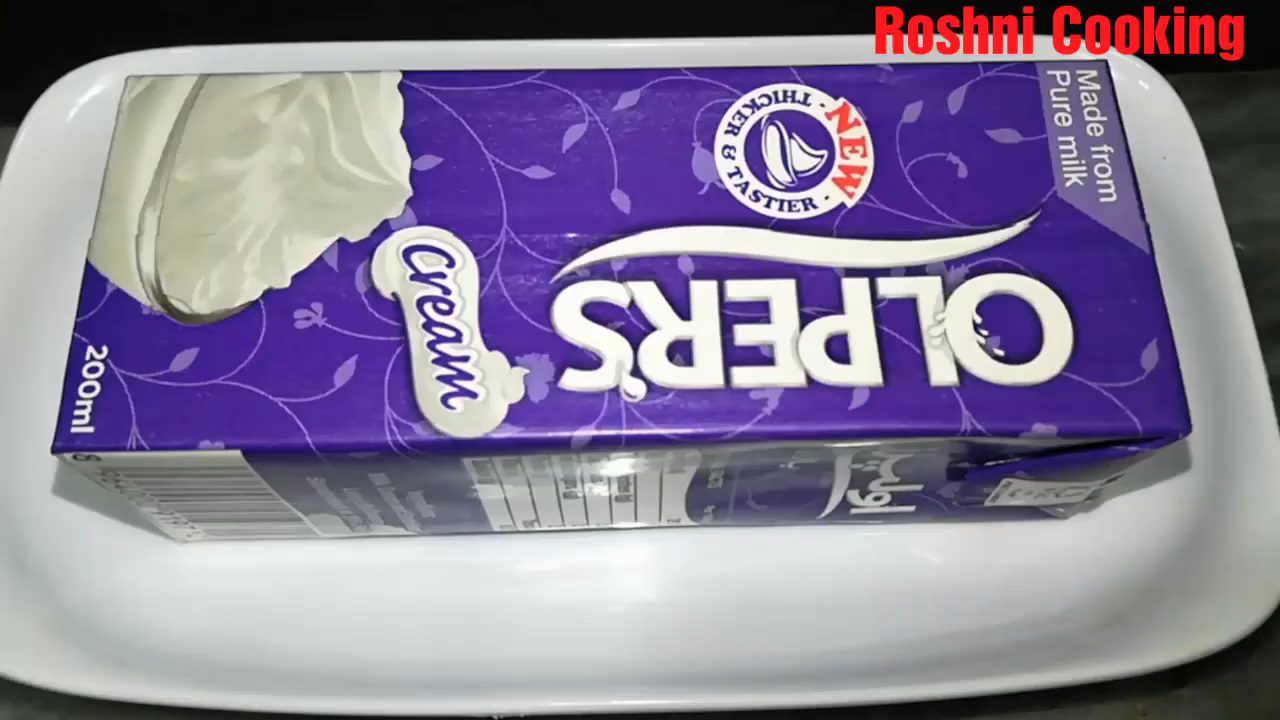 Roshni Cooking
Made from
Pure milk
NEW
THICKER & TASTIER
OLPER'S
Cream
200ml
اولپرز